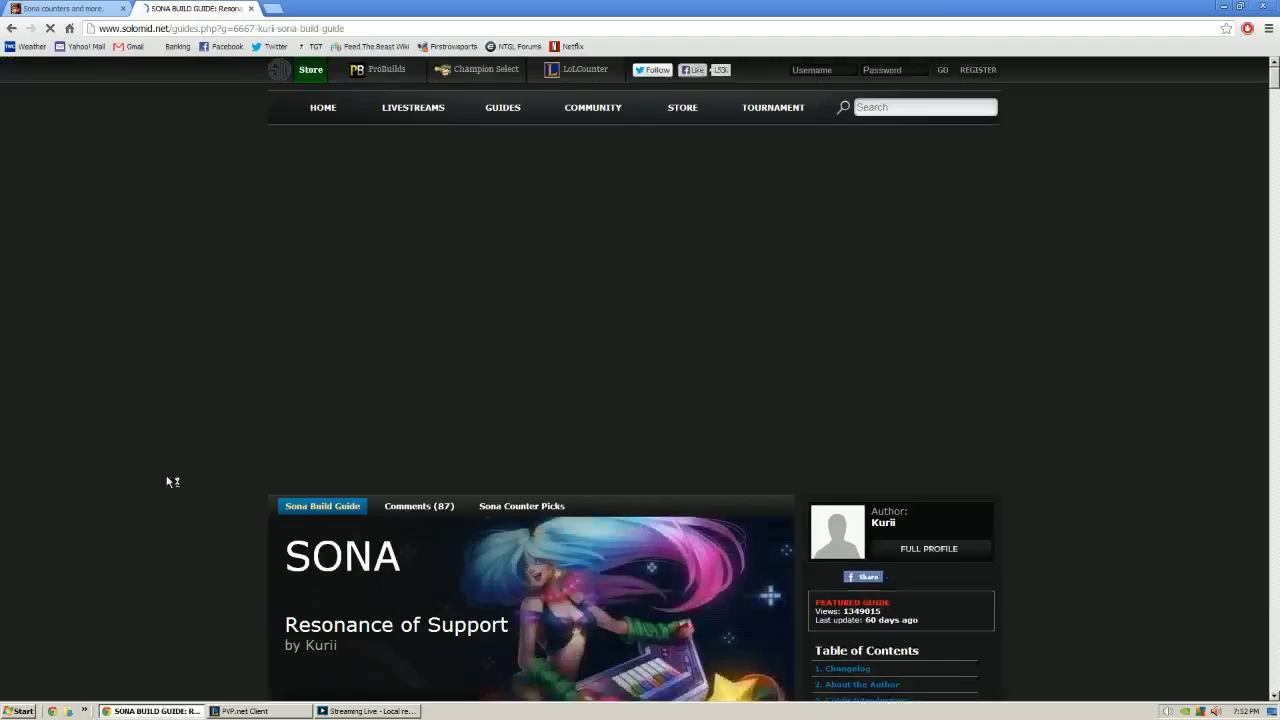 Sona counters and more.
SONA BUILD GUIDE: Resona
www.solomid.net/guides.php?g=6667-kurii-sona-build-guide
Weather Yahoo! Mail Gmail Banking Facebook Twitter TGT Feed The Beast Wiki Firstrowsports NTGL Forums Netflix
Store PB ProBuilds Champion Select LoLCounter Follow Like 153k Username Password GO REGISTER
HOME LIVESTREAMS GUIDES COMMUNITY STORE TOURNAMENT Search
Sona Build Guide Comments (87) Sona Counter Picks
SONA
Resonance of Support
by Kurii
Author:
Kurii
FULL PROFILE
Share
FEATURED GUIDE
Views: 1349015
Last update: 60 days ago
Table of Contents
1. Changelog
2. About the Author
Start SONA BUILD GUIDE: R... PVP.net Client Streaming Live - Local re... 7:52 PM